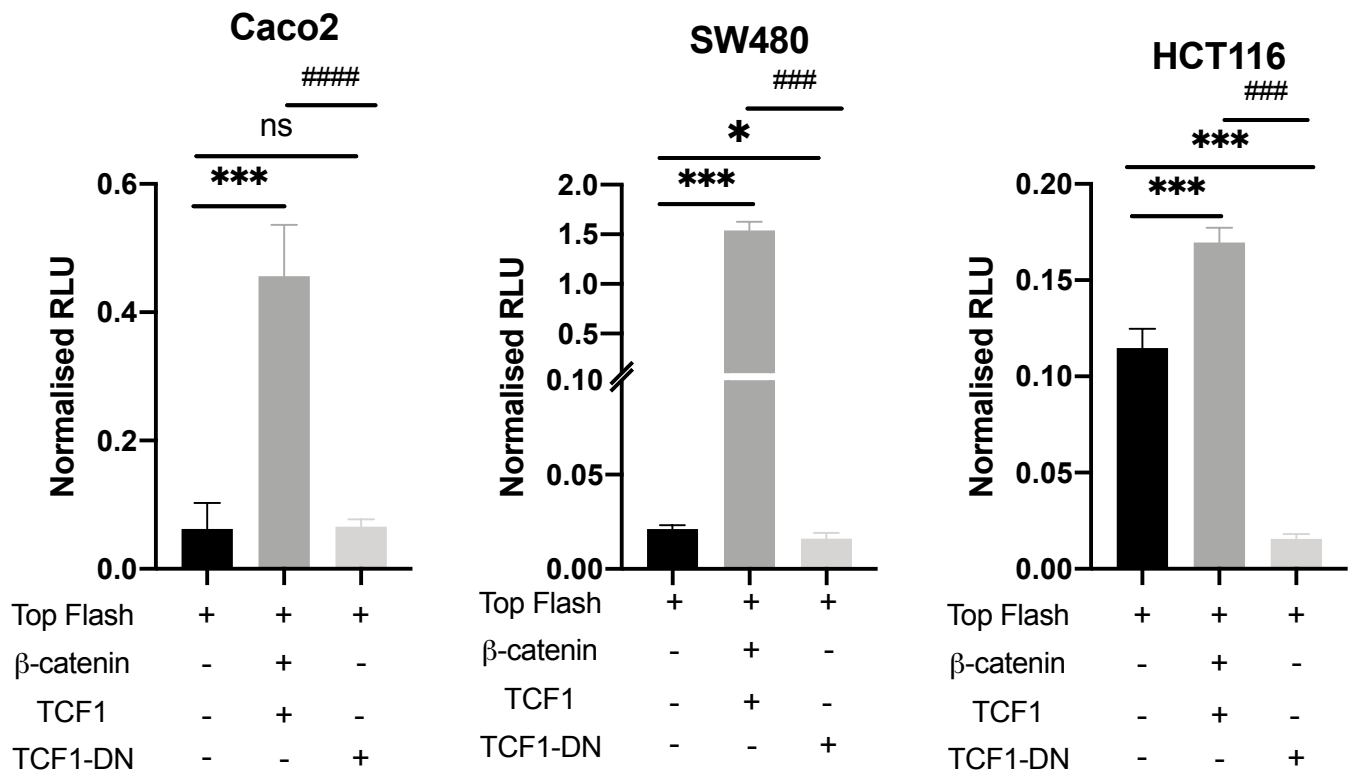 Caco2
####
ns
***
0.6
0.4
0.2
0.0
Normalised RLU
Top Flash + + +
β-catenin - + -
TCF1 - + -
TCF1-DN - - +
SW480
###
*
***
2.0
1.5
1.0
0.5
0.10
0.05
0.00
Normalised RLU
Top Flash + + +
β-catenin - + -
TCF1 - + -
TCF1-DN - - +
HCT116
###
***
***
0.20
0.15
0.10
0.05
0.00
Normalised RLU
Top Flash + + +
β-catenin - + -
TCF1 - + -
TCF1-DN - - +